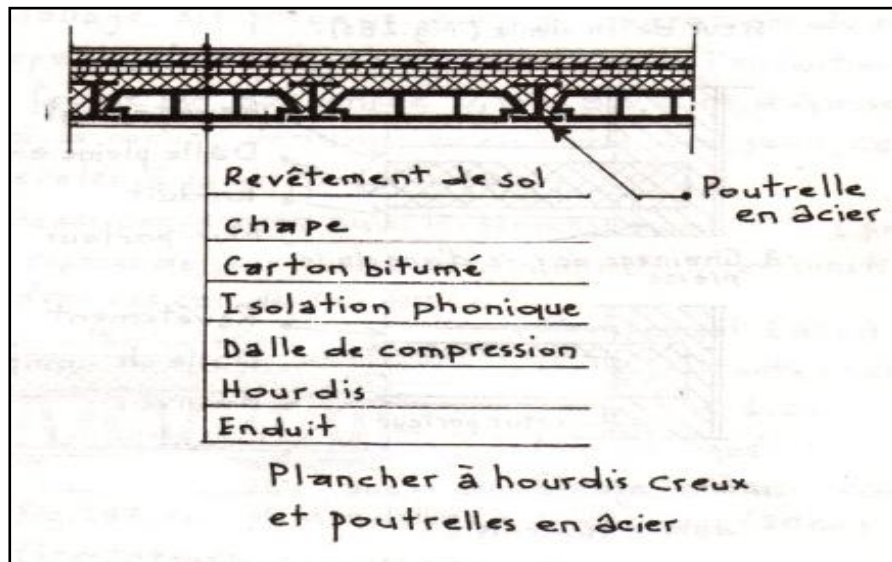 Revêtement de sol
chape
Carton bitumé
Isolation phonique
Dalle de compression
Hourdis
Enduit
Poutrelle
en acier
Plancher à hourdis creux
et poutrelles en acier